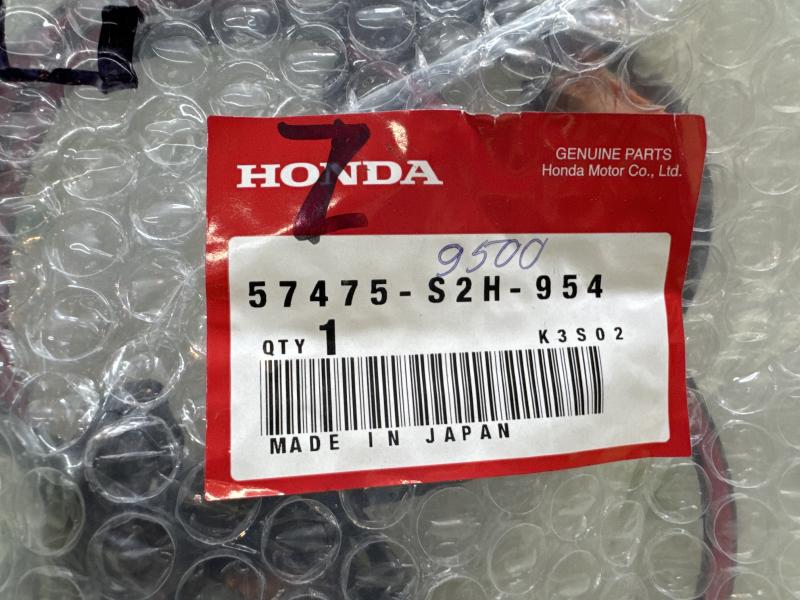 Z
HONDA
GENUINE PARTS
Honda Motor Co., Ltd.
9500
57475-S2H-954
QTY 1
K3S02
MADE IN JAPAN